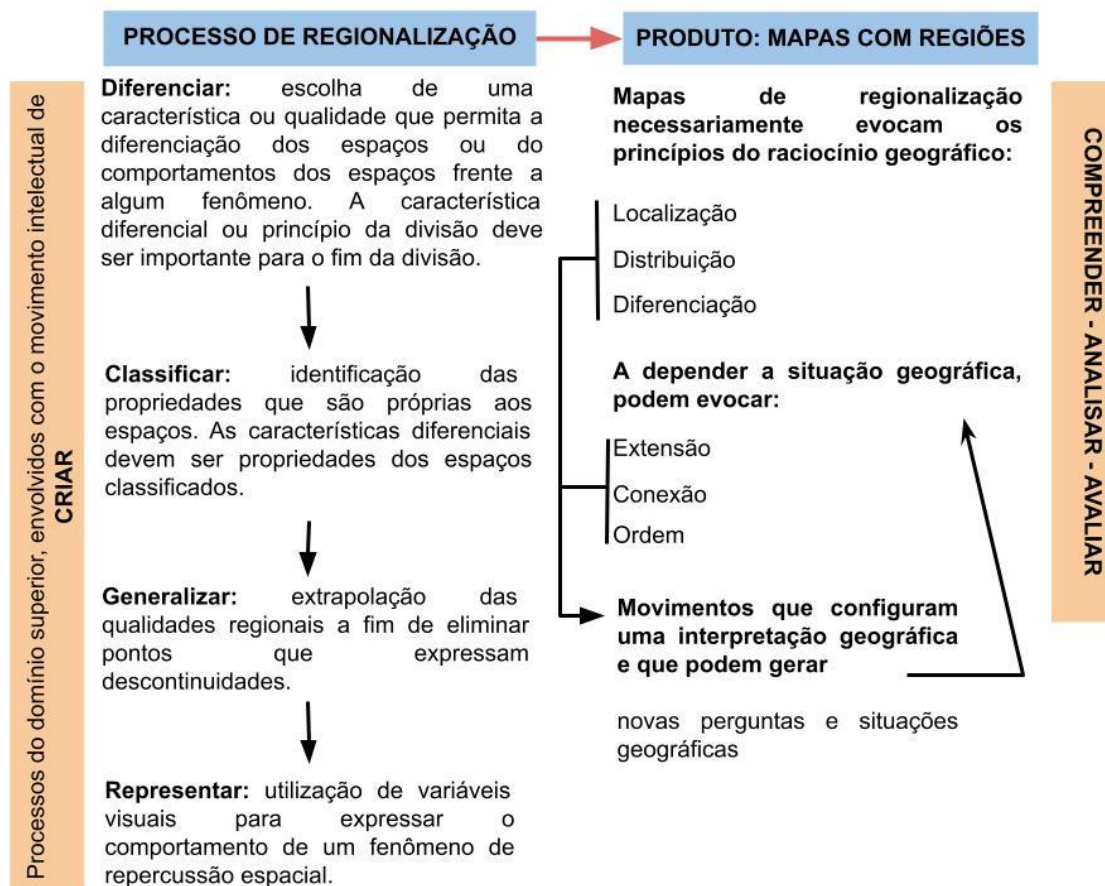 PROCESSO DE REGIONALIZAÇÃO
PRODUTO: MAPAS COM REGIÕES
Processos do domínio superior, envolvidos com o movimento intelectual de
CRIAR
Diferenciar: escolha de uma
característica ou qualidade que permita a
diferenciação dos espaços ou do
comportamentos dos espaços frente a
algum fenômeno. A característica
diferencial ou princípio da divisão deve
ser importante para o fim da divisão.
Classificar: identificação das
propriedades que são próprias aos
espaços. As características diferenciais
devem ser propriedades dos espaços
classificados.
Generalizar: extrapolação das
qualidades regionais a fim de eliminar
pontos que expressam
descontinuidades.
Representar: utilização de variáveis
visuais para expressar o
comportamento de um fenômeno de
repercussão espacial.
Mapas de regionalização
necessariamente evocam os
princípios do raciocínio geográfico:
Localização
Distribuição
Diferenciação
A depender a situação geográfica,
podem evocar:
Extensão
Conexão
Ordem
Movimentos que configuram
uma interpretação geográfica
e que podem gerar
novas perguntas e situações
geográficas
COMPREENDER - ANALISAR - AVALIAR